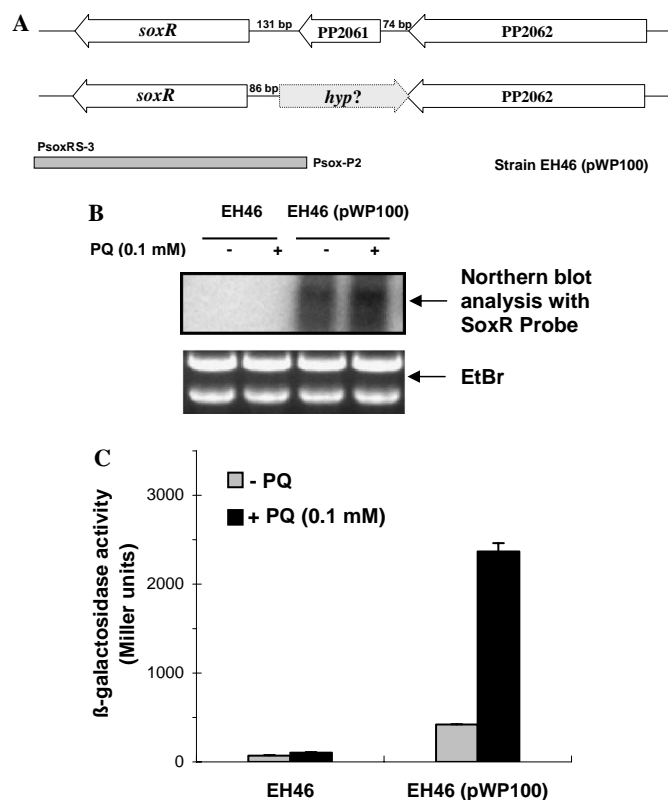 A
soxR 131 bp PP2061 74 bp PP2062
soxR 86 bp hyp? PP2062
PsoxRS-3
Psox-P2
Strain EH46 (pWP100)
B
EH46 EH46 (pWP100)
PQ (0.1 mM) - + - +
Northern blot
analysis with
SoxR Probe
EtBr
C
- PQ
+ PQ (0.1 mM)
ß-galactosidase activity
(Miller units)
3000
2000
1000
0
EH46 EH46 (pWP100)